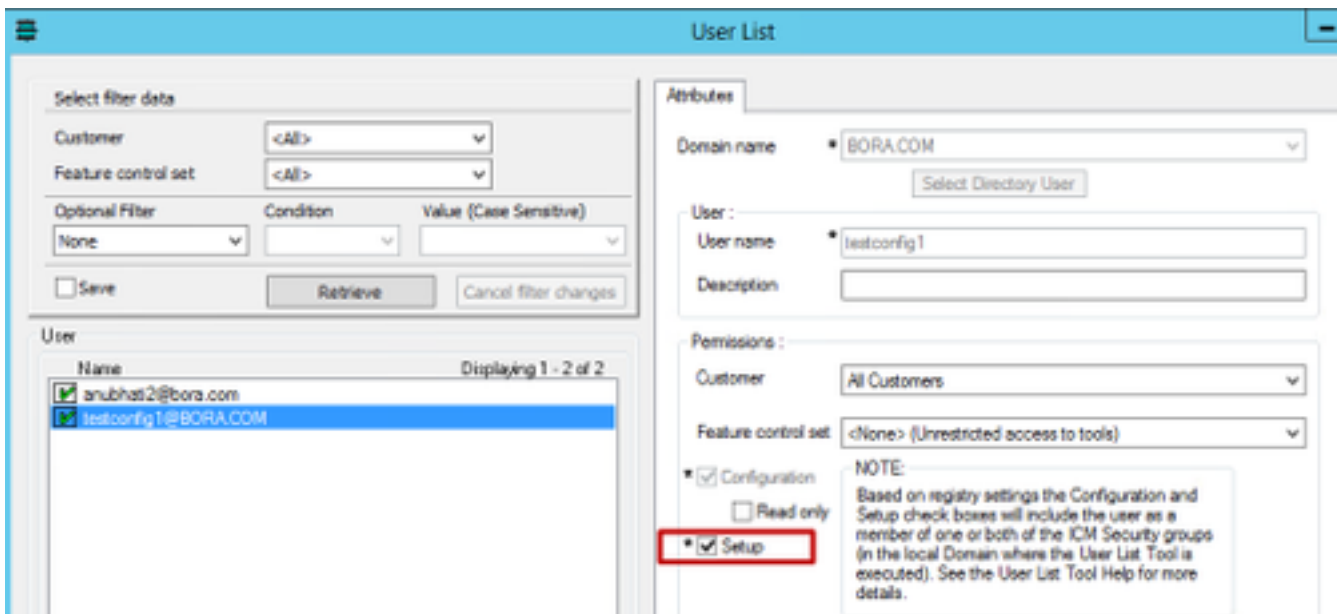 User List
Select filter data
Customer <All>
Feature control set <All>
Optional Filter Condition Value (Case Sensitive)
None
Save Retrieve Cancel filter changes
User
Name Displaying 1 - 2 of 2
anubhati2@bora.com
testconfig1@BORA.COM
Attributes
Domain name * BORA.COM
Select Directory User
User :
User name * testconfig1
Description
Permissions :
Customer All Customers
Feature control set <None> (Unrestricted access to tools)
* Configuration
Read only
* Setup
NOTE:
Based on registry settings the Configuration and
Setup check boxes will include the user as a
member of one or both of the ICM Security groups
(in the local Domain where the User List Tool is
executed). See the User List Tool Help for more
details.